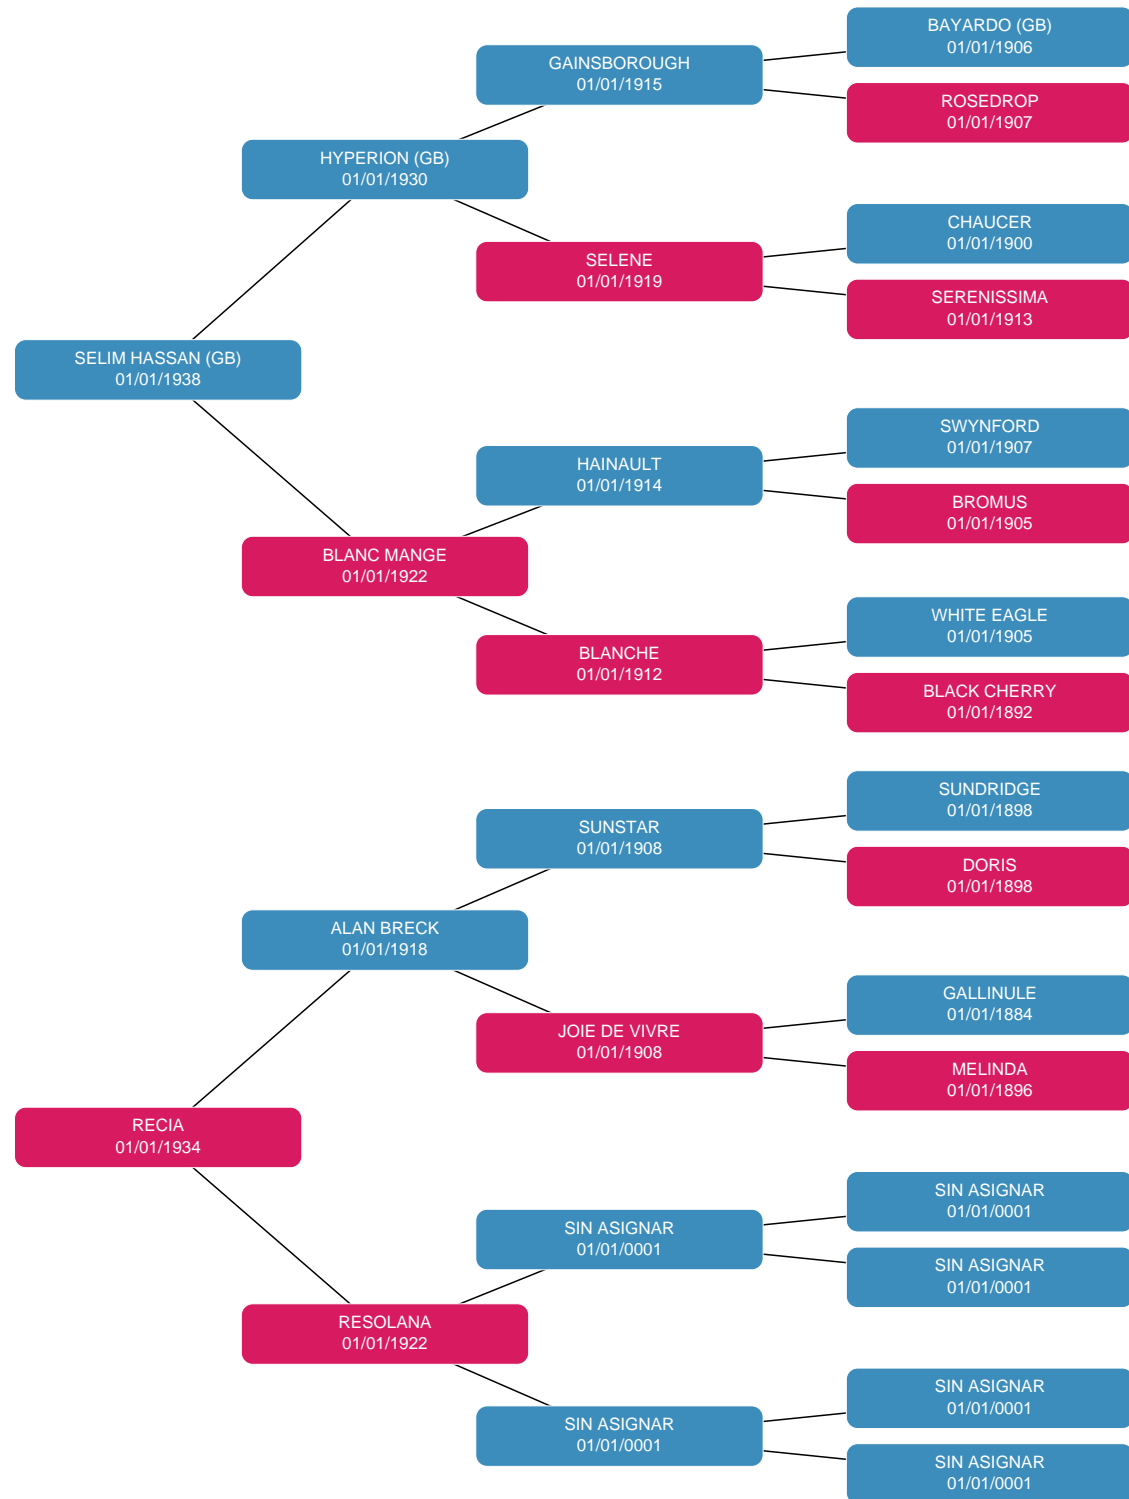 BAYARDO (GB)
01/01/1906
GAINSBOROUGH
01/01/1915
ROSEDROP
01/01/1907
HYPERION (GB)
01/01/1930
CHAUCER
01/01/1900
SELENE
01/01/1919
SERENISSIMA
01/01/1913
SELIM HASSAN (GB)
01/01/1938
SWYNFORD
01/01/1907
HAINAULT
01/01/1914
BROMUS
01/01/1905
BLANC MANGE
01/01/1922
WHITE EAGLE
01/01/1905
BLANCHE
01/01/1912
BLACK CHERRY
01/01/1892
SUNDRIDGE
01/01/1898
SUNSTAR
01/01/1908
DORIS
01/01/1898
ALAN BRECK
01/01/1918
GALLINULE
01/01/1884
JOIE DE VIVRE
01/01/1908
MELINDA
01/01/1896
RECIA
01/01/1934
SIN ASIGNAR
01/01/0001
SIN ASIGNAR
01/01/0001
SIN ASIGNAR
01/01/0001
RESOLANA
01/01/1922
SIN ASIGNAR
01/01/0001
SIN ASIGNAR
01/01/0001
SIN ASIGNAR
01/01/0001